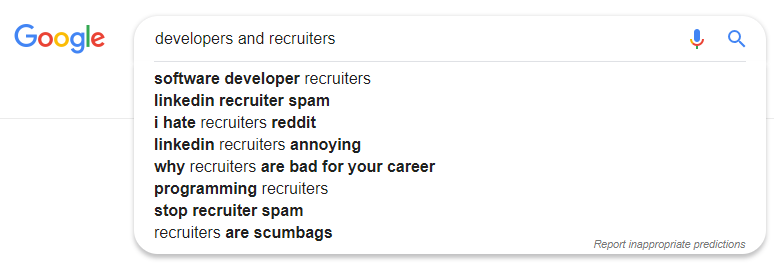 Google
developers and recruiters
software developer recruiters
linkedin recruiter spam
i hate recruiters reddit
linkedin recruiters annoying
why recruiters are bad for your career
programming recruiters
stop recruiter spam
recruiters are scumbags
Report inappropriate predictions